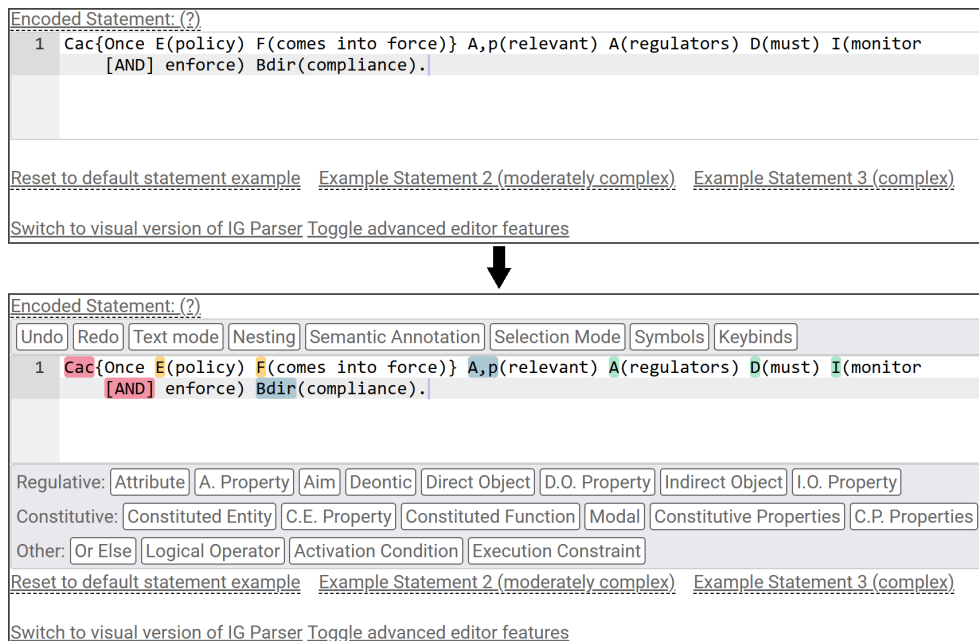 Encoded Statement: (?)
1 Cac{Once E(policy) F(comes into force)} A,p(relevant) A(regulators) D(must) I(monitor
[AND] enforce) Bdir(compliance).
Reset to default statement example Example Statement 2 (moderately complex) Example Statement 3 (complex)
Switch to visual version of IG Parser Toggle advanced editor features
Encoded Statement: (?)
Undo Redo Text mode Nesting Semantic Annotation Selection Mode Symbols Keybinds
1 Cac{Once E(policy) F(comes into force)} A,p(relevant) A(regulators) D(must) I(monitor
[AND] enforce) Bdir(compliance).
Regulative: Attribute A. Property Aim Deontic Direct Object D.O. Property Indirect Object I.O. Property
Constitutive: Constituted Entity C.E. Property Constituted Function Modal Constitutive Properties C.P. Properties
Other: Or Else Logical Operator Activation Condition Execution Constraint
Reset to default statement example Example Statement 2 (moderately complex) Example Statement 3 (complex)
Switch to visual version of IG Parser Toggle advanced editor features